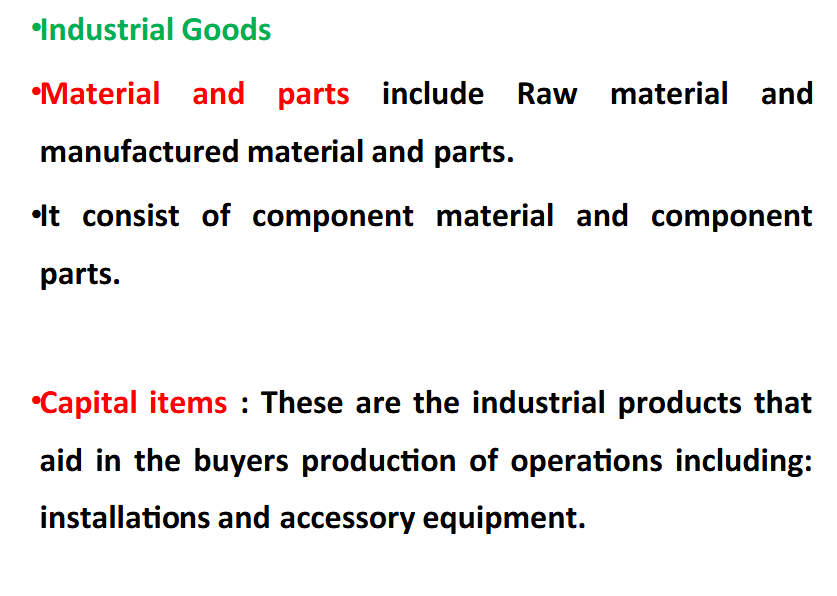 •Industrial Goods
•Material and parts include Raw material and
manufactured material and parts.
•It consist of component material and component
parts.
•Capital items : These are the industrial products that
aid in the buyers production of operations including:
installations and accessory equipment.